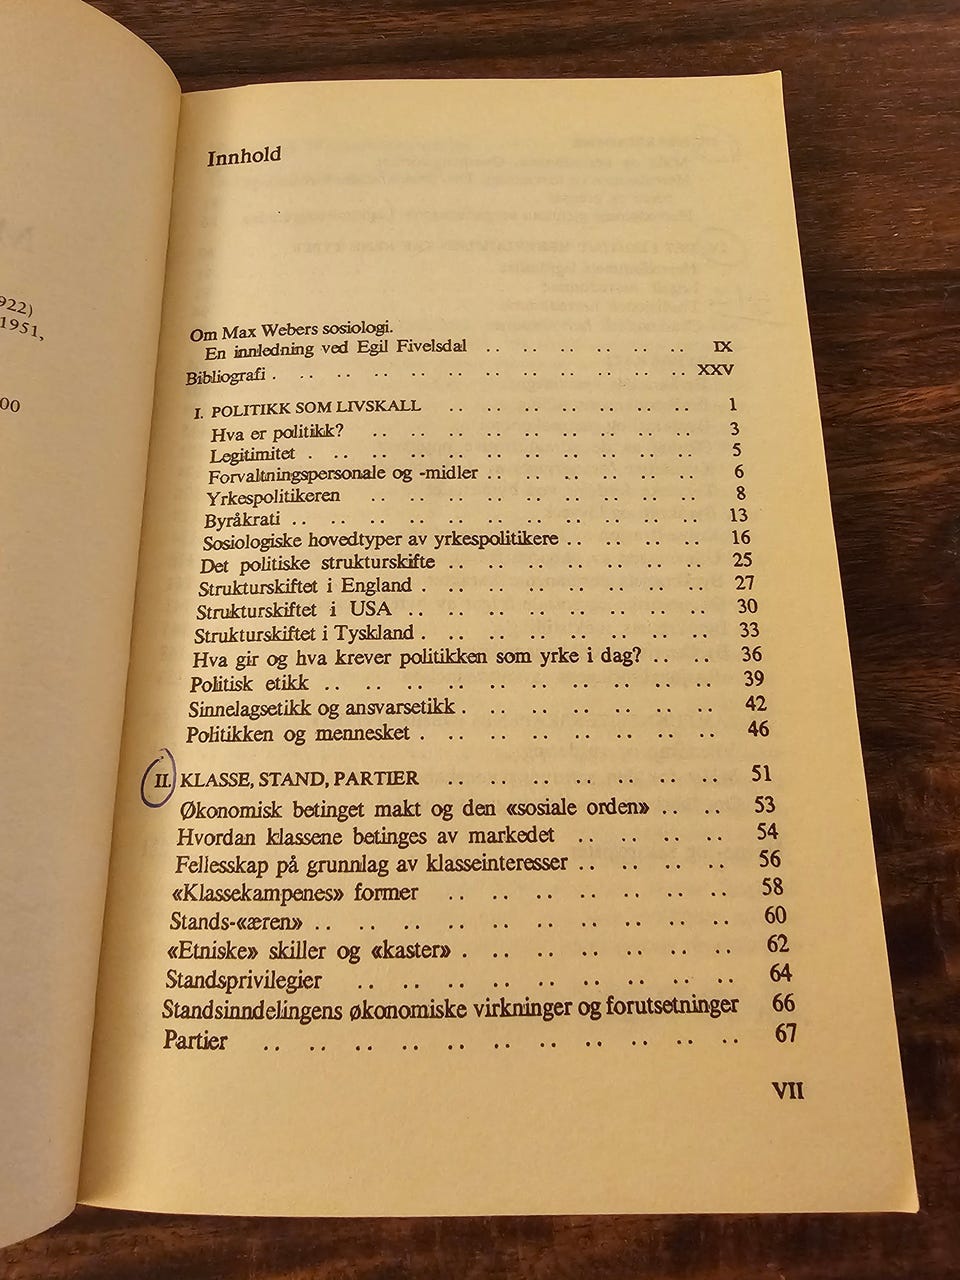 922)
1951,
00
Innhold
Om Max Webers sosiologi.
En innledning ved Egil Fivelsdal .. .. .. .. .. .. IX
Bibliografi . .. .. .. .. .. .. .. .. .. .. .. XXV
I. POLITIKK SOM LIVSKALL .. .. .. .. .. .. .. 1
Hva er politikk? .. .. .. .. .. .. .. .. .. 3
Legitimitet . .. .. .. .. .. .. .. .. .. .. 5
Forvaltningspersonale og -midler .. .. .. .. .. .. 6
Yrkespolitikeren .. .. .. .. .. .. .. .. .. 8
Byråkrati .. .. .. .. .. .. .. .. .. .. .. 13
Sosiologiske hovedtyper av yrkespolitikere .. .. .. .. 16
Det politiske strukturskifte .. .. .. .. .. .. .. 25
Strukturskiftet i England . .. .. .. .. .. .. .. 27
Strukturskiftet i USA .. .. .. .. .. .. .. .. 30
Strukturskiftet i Tyskland . .. .. .. .. .. .. .. 33
Hva gir og hva krever politikken som yrke i dag? .. .. 36
Politisk etikk .. .. .. .. .. .. .. .. .. .. 39
Sinnelagsetikk og ansvarsetikk . .. .. .. .. .. .. 42
Politikken og mennesket . .. .. .. .. .. .. .. 46
II. KLASSE, STAND, PARTIER .. .. .. .. .. .. .. 51
Økonomisk betinget makt og den «sosiale orden» .. .. 53
Hvordan klassene betinges av markedet .. .. .. .. 54
Fellesskap på grunnlag av klasseinteresser .. .. .. .. 56
«Klassekampenes» former .. .. .. .. .. .. .. 58
Stands-«æren» .. .. .. .. .. .. .. .. .. .. 60
«Etniske» skiller og «kaster» . .. .. .. .. .. .. 62
Standsprivilegier .. .. .. .. .. .. .. .. .. 64
Standsinndelingens økonomiske virkninger og forutsetninger 66
Partier .. .. .. .. .. .. .. .. .. .. .. 67
VII